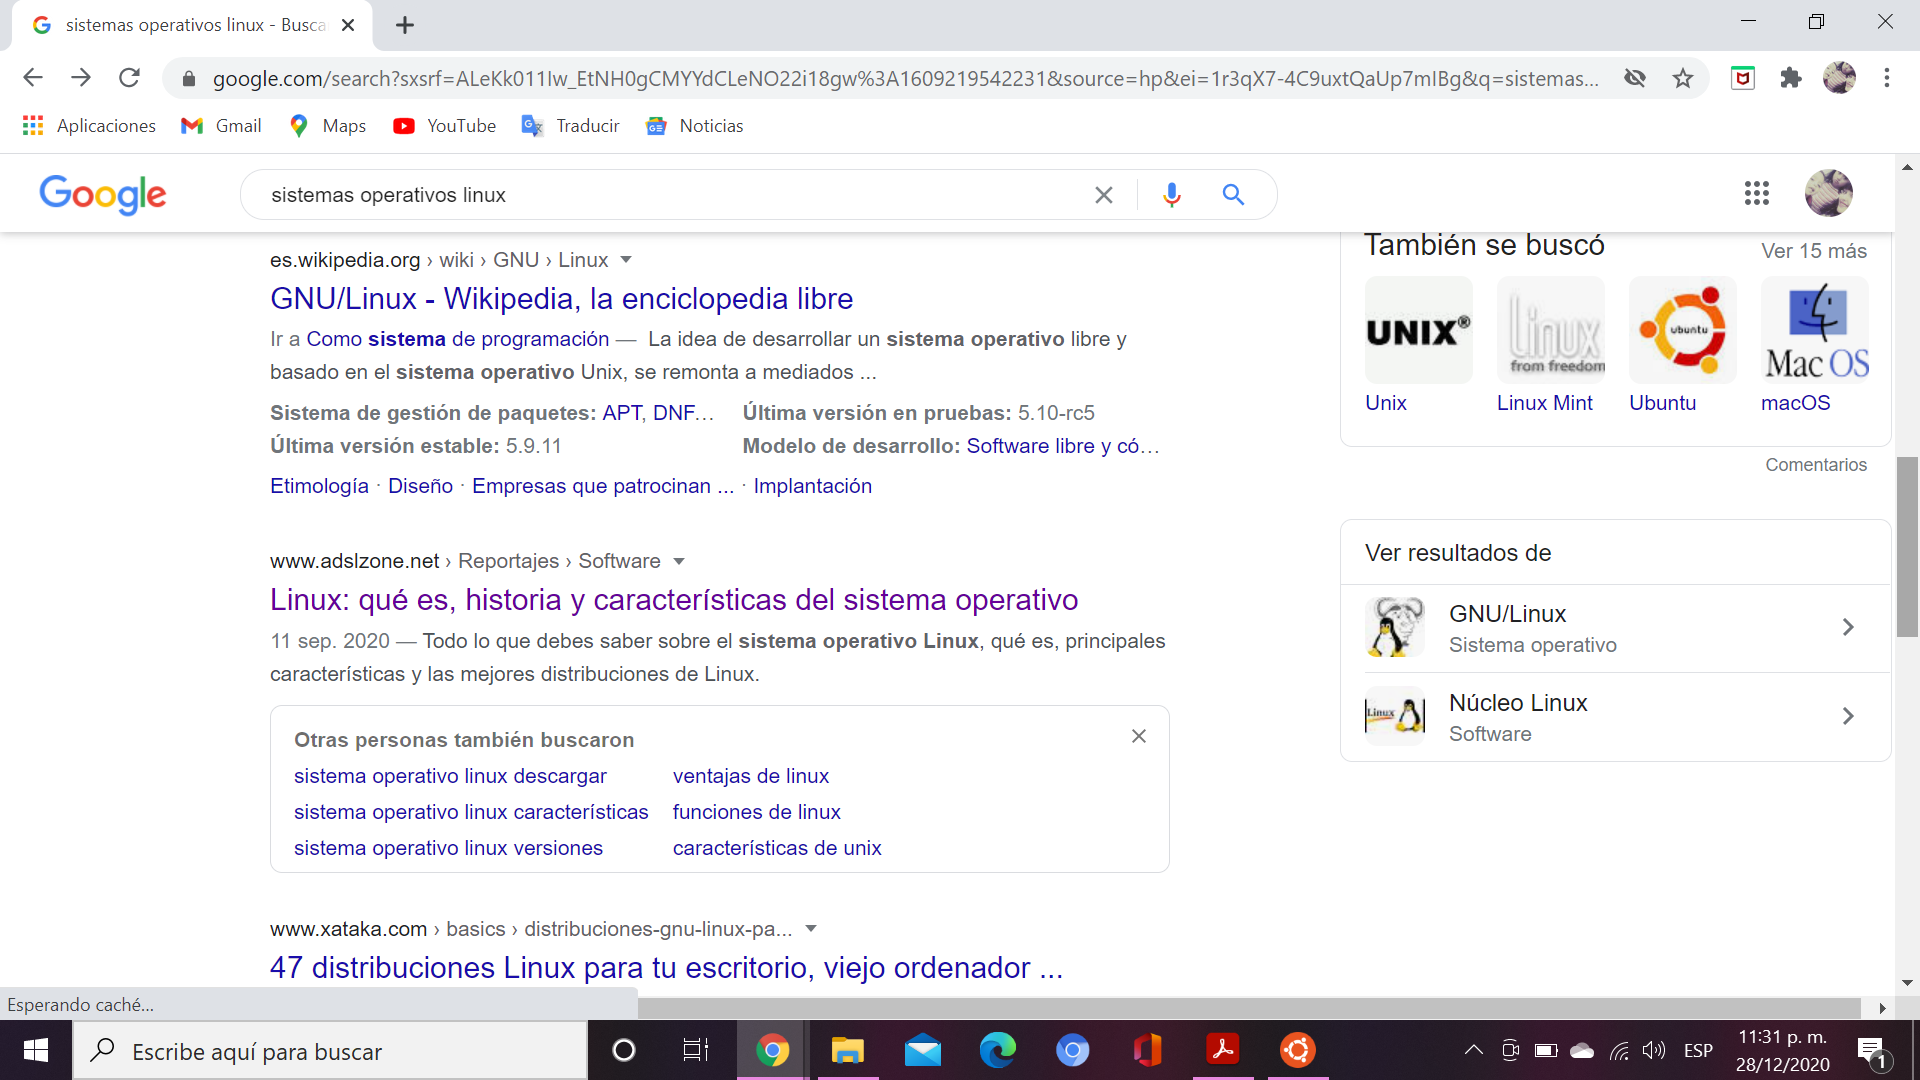 sistemas operativos linux - Busca
google.com/search?sxsrf=ALeKk011Iw_EtNH0gCMYYdCLeNO22i18gw%3A1609219542231&source=hp&ei=1r3qX7-4C9uxtQaUp7mIBg&q=sistemas...
Aplicaciones Gmail Maps YouTube Traducir Noticias
Google sistemas operativos linux
es.wikipedia.org › wiki › GNU › Linux
GNU/Linux - Wikipedia, la enciclopedia libre
Ir a Como sistema de programación — La idea de desarrollar un sistema operativo libre y
basado en el sistema operativo Unix, se remonta a mediados ...
Sistema de gestión de paquetes: APT, DNF… Última versión en pruebas: 5.10-rc5
Última versión estable: 5.9.11 Modelo de desarrollo: Software libre y có…
Etimología · Diseño · Empresas que patrocinan ... · Implantación
www.adslzone.net › Reportajes › Software
Linux: qué es, historia y características del sistema operativo
11 sep. 2020 — Todo lo que debes saber sobre el sistema operativo Linux, qué es, principales
características y las mejores distribuciones de Linux.
Otras personas también buscaron
sistema operativo linux descargar ventajas de linux
sistema operativo linux características funciones de linux
sistema operativo linux versiones características de unix
www.xataka.com › basics › distribuciones-gnu-linux-pa...
47 distribuciones Linux para tu escritorio, viejo ordenador ...
También se buscó Ver 15 más
UNIX® Linux from freedom ubuntu Mac OS
Unix Linux Mint Ubuntu macOS
Comentarios
Ver resultados de
GNU/Linux
Sistema operativo
Linux
Núcleo Linux
Software
Esperando caché...
Escribe aquí para buscar
ESP
11:31 p. m.
28/12/2020
1